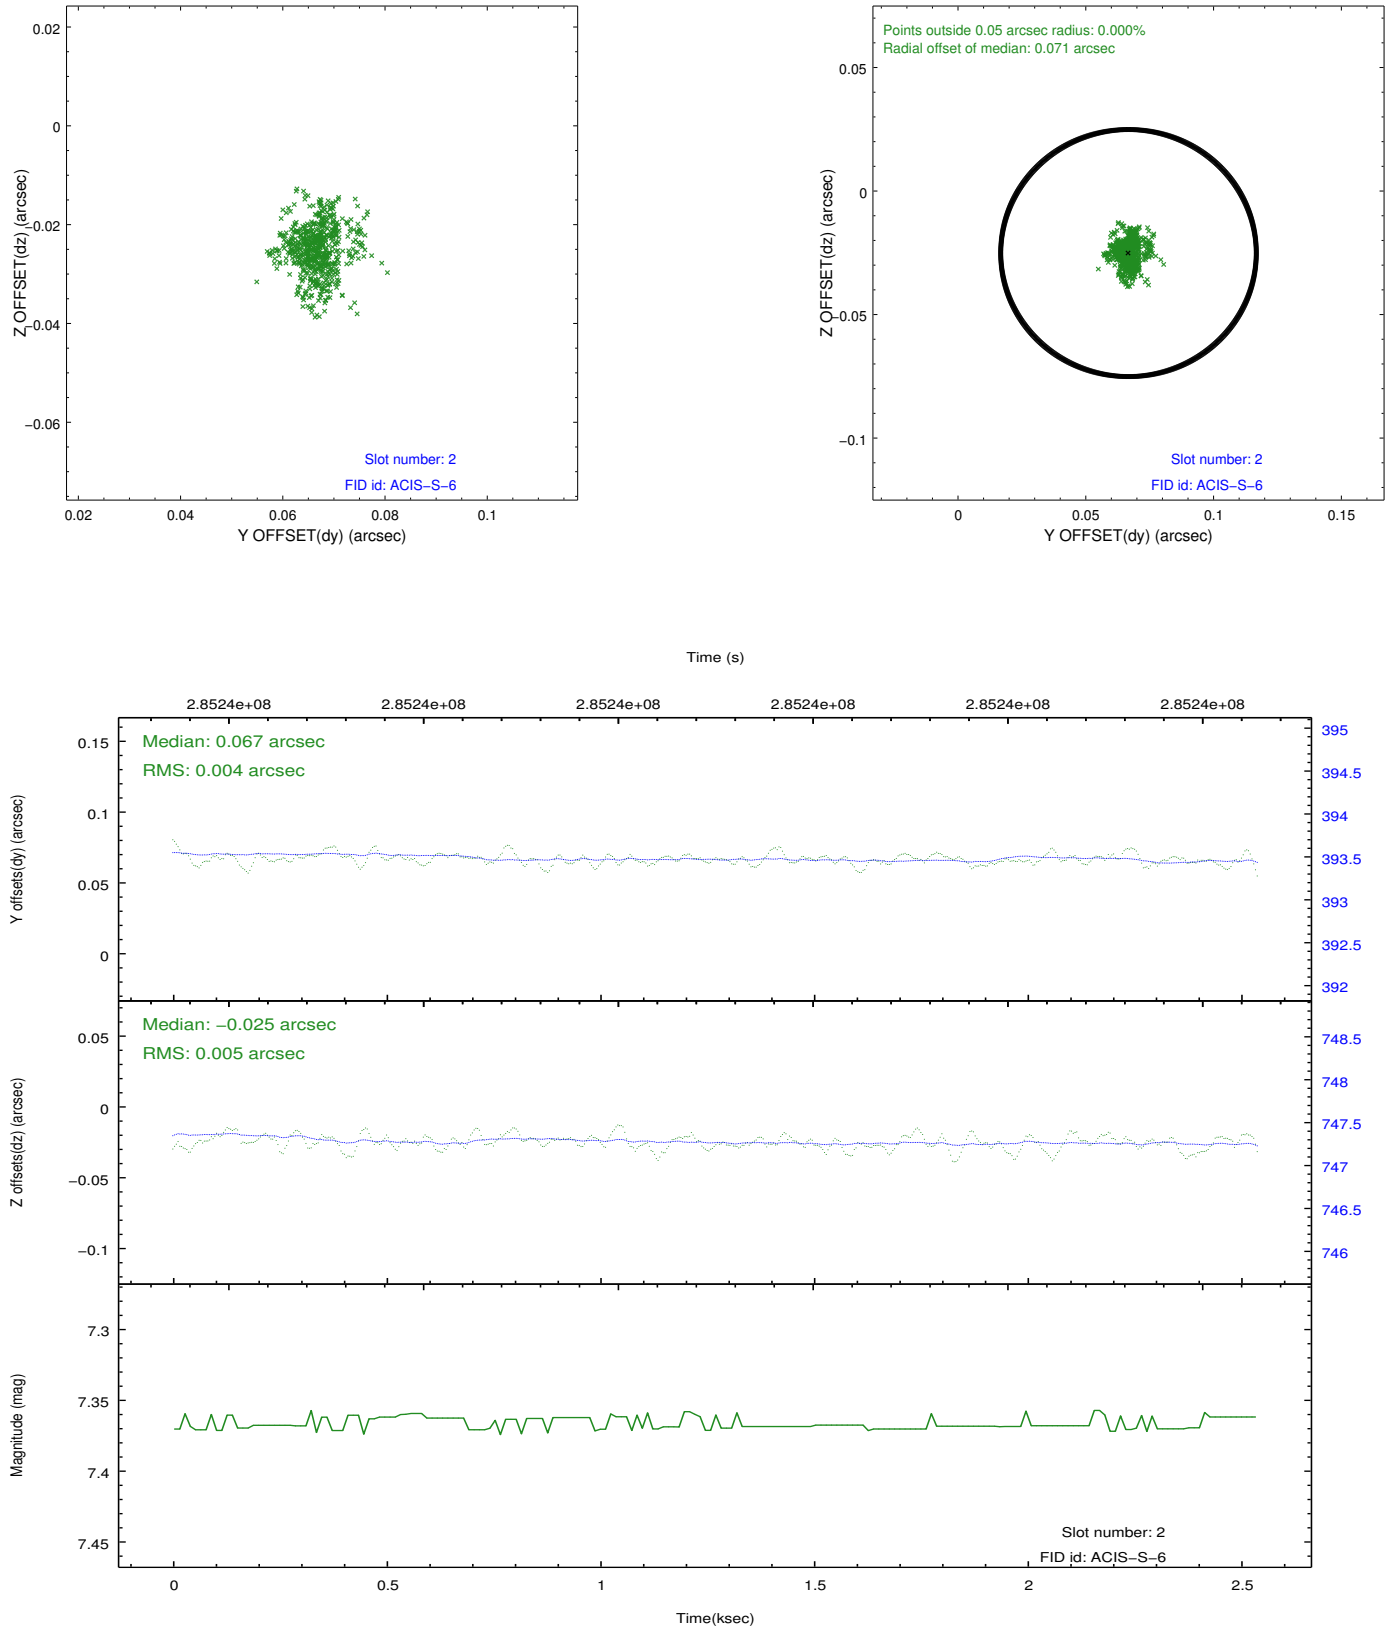 0.02
0
−0.02
−0.04
−0.06
Z OFFSET(dz) (arcsec)
Slot number: 2
FID id: ACIS−S−6
0.02 0.04 0.06 0.08 0.1
Y OFFSET(dy) (arcsec)
Points outside 0.05 arcsec radius: 0.000%
Radial offset of median: 0.071 arcsec
0.05
0
−0.05
−0.1
Z OFFSET(dz) (arcsec)
Slot number: 2
FID id: ACIS−S−6
0 0.05 0.1 0.15
Y OFFSET(dy) (arcsec)
Time (s)
2.8524e+08 2.8524e+08 2.8524e+08 2.8524e+08 2.8524e+08 2.8524e+08
Median: 0.067 arcsec
RMS: 0.004 arcsec
0.15
0.1
0.05
0
Y offsets(dy) (arcsec)
395
394.5
394
393.5
393
392.5
392
Median: −0.025 arcsec
RMS: 0.005 arcsec
0.05
0
−0.05
−0.1
Z offsets(dz) (arcsec)
748.5
748
747.5
747
746.5
746
7.3
7.35
7.4
7.45
Magnitude (mag)
Slot number: 2
FID id: ACIS−S−6
0 0.5 1 1.5 2 2.5
Time(ksec)